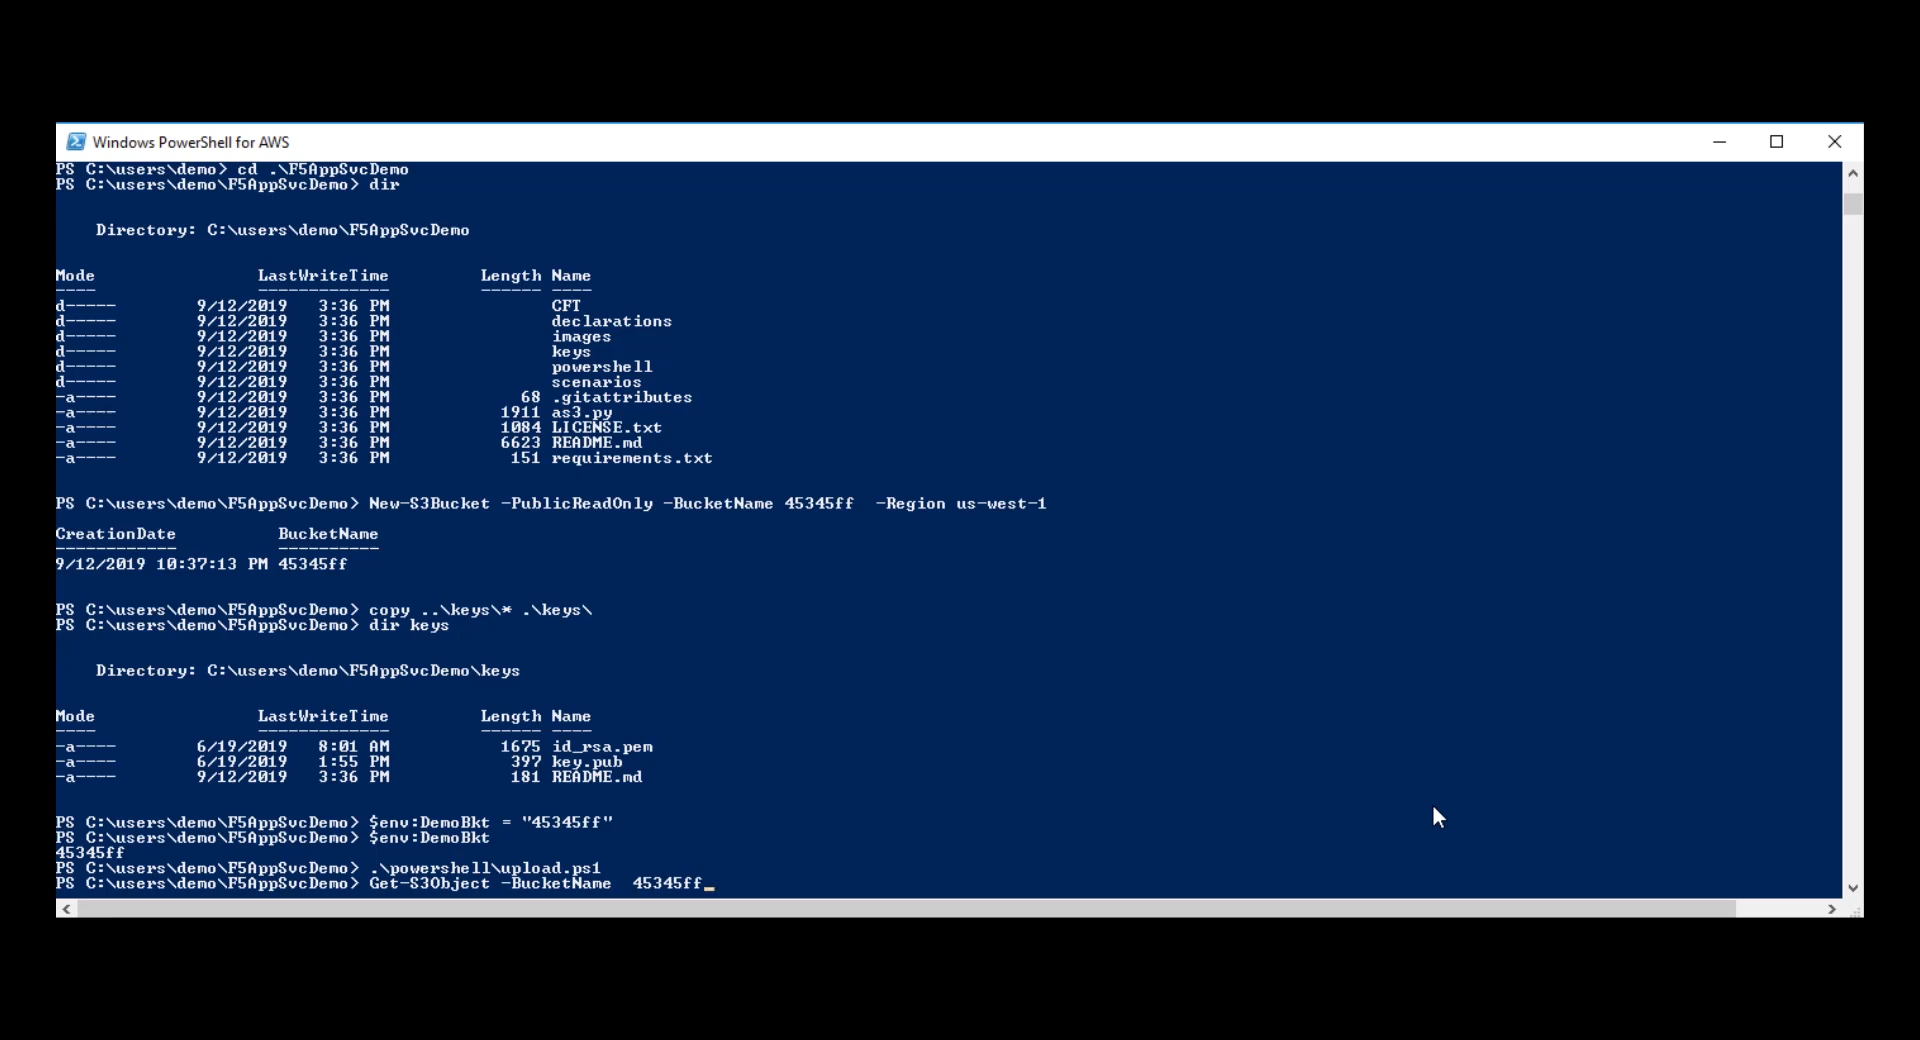 Windows PowerShell for AWS
PS C:\users\demo> cd .\F5AppSvcDemo
PS C:\users\demo\F5AppSvcDemo> dir
Directory: C:\users\demo\F5AppSvcDemo
Mode LastWriteTime Length Name
---- ------------- ------ ----
d----- 9/12/2019 3:36 PM CFT
d----- 9/12/2019 3:36 PM declarations
d----- 9/12/2019 3:36 PM images
d----- 9/12/2019 3:36 PM keys
d----- 9/12/2019 3:36 PM powershell
d----- 9/12/2019 3:36 PM scenarios
-a---- 9/12/2019 3:36 PM 68 .gitattributes
-a---- 9/12/2019 3:36 PM 1911 as3.py
-a---- 9/12/2019 3:36 PM 1084 LICENSE.txt
-a---- 9/12/2019 3:36 PM 6623 README.md
-a---- 9/12/2019 3:36 PM 151 requirements.txt
PS C:\users\demo\F5AppSvcDemo> New-S3Bucket -PublicReadOnly -BucketName 45345ff  -Region us-west-1
CreationDate BucketName
------------ ----------
9/12/2019 10:37:13 PM 45345ff
PS C:\users\demo\F5AppSvcDemo> copy ..\keys\* .\keys\
PS C:\users\demo\F5AppSvcDemo> dir keys
Directory: C:\users\demo\F5AppSvcDemo\keys
Mode LastWriteTime Length Name
---- ------------- ------ ----
-a---- 6/19/2019 8:01 AM 1675 id_rsa.pem
-a---- 6/19/2019 1:55 PM 397 key.pub
-a---- 9/12/2019 3:36 PM 181 README.md
PS C:\users\demo\F5AppSvcDemo> $env:DemoBkt = "45345ff"
PS C:\users\demo\F5AppSvcDemo> $env:DemoBkt
45345ff
PS C:\users\demo\F5AppSvcDemo> .\powershell\upload.ps1
PS C:\users\demo\F5AppSvcDemo> Get-S3Object -BucketName  45345ff